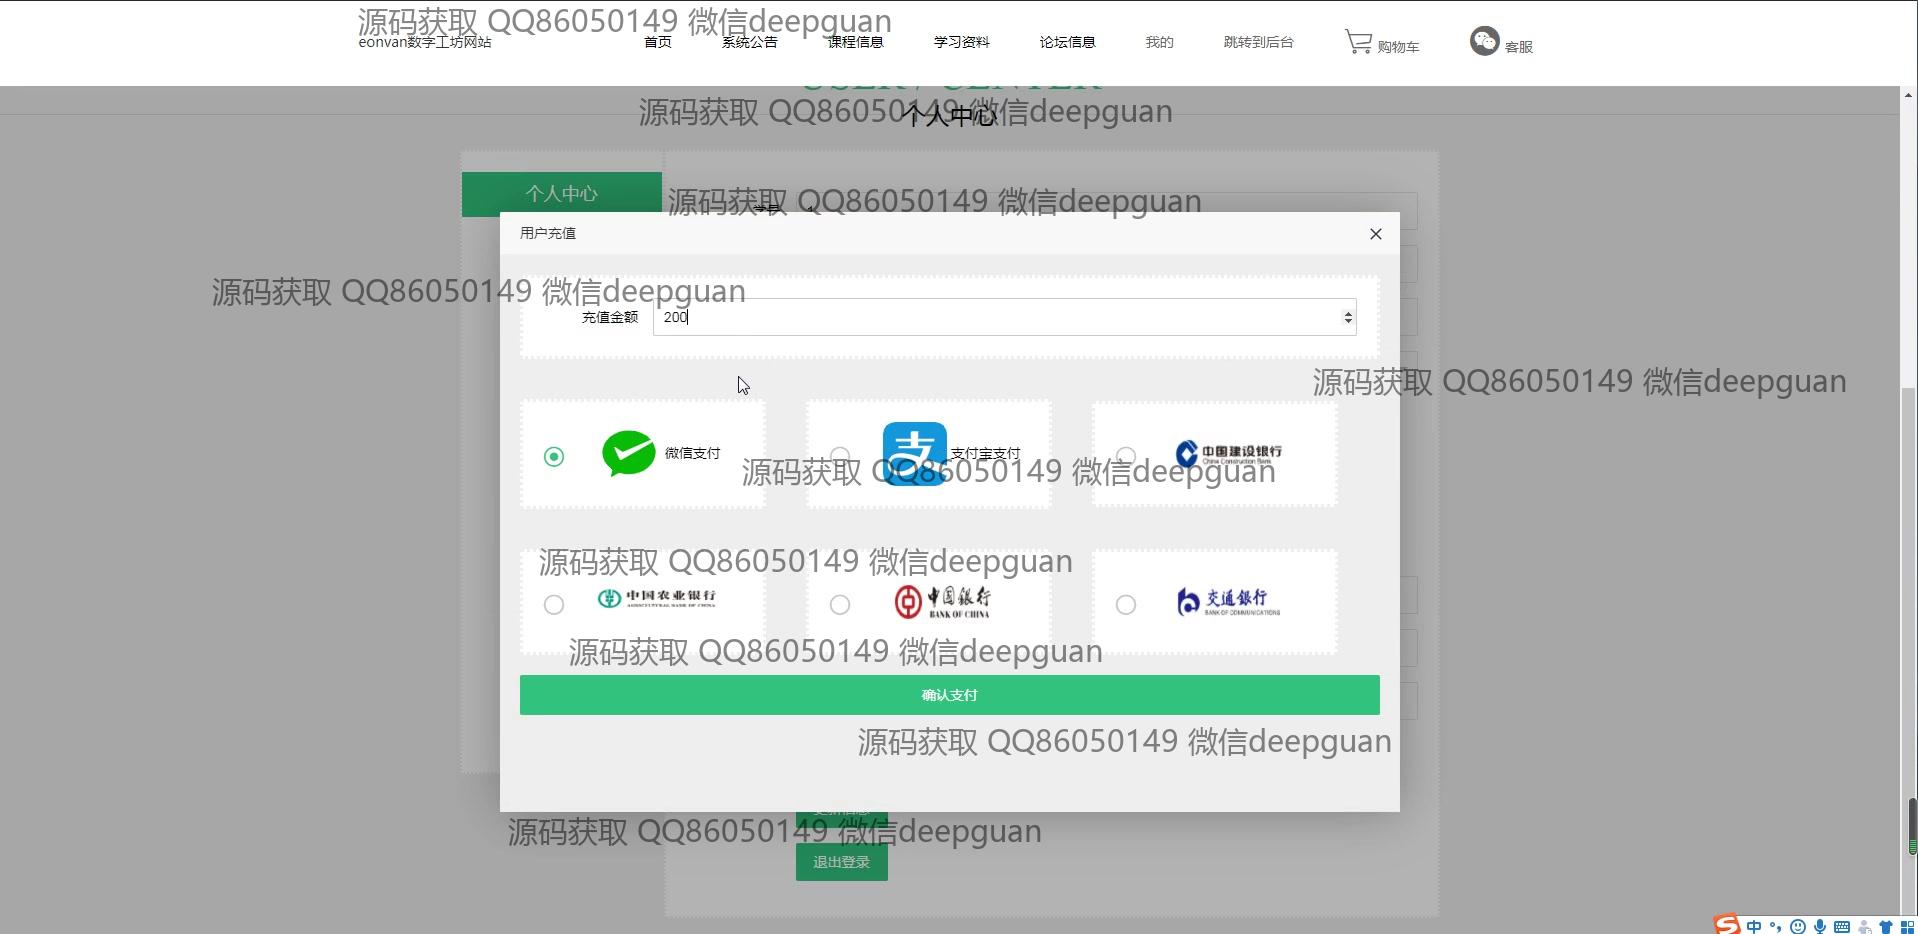 源码获取 QQ86050149 微信deepguan
eonvan数字工坊网站
首页
系统公告
课程信息
学习资料
论坛信息
我的
跳转到后台
购物车
客服
USER / CENTER
源码获取 QQ86050149 微信deepguan
个人中心
个人中心
源码获取 QQ86050149 微信deepguan
学号
用户充值
源码获取 QQ86050149 微信deepguan
充值金额
200
源码获取 QQ86050149 微信deepguan
微信支付
支
支付宝支付
中国建设银行
China Construction Bank
源码获取 QQ86050149 微信deepguan
源码获取 QQ86050149 微信deepguan
中国农业银行
AGRICULTURAL BANK OF CHINA
中国银行
BANK OF CHINA
交通银行
BANK OF COMMUNICATIONS
源码获取 QQ86050149 微信deepguan
确认支付
源码获取 QQ86050149 微信deepguan
更新信息
源码获取 QQ86050149 微信deepguan
退出登录
S 中